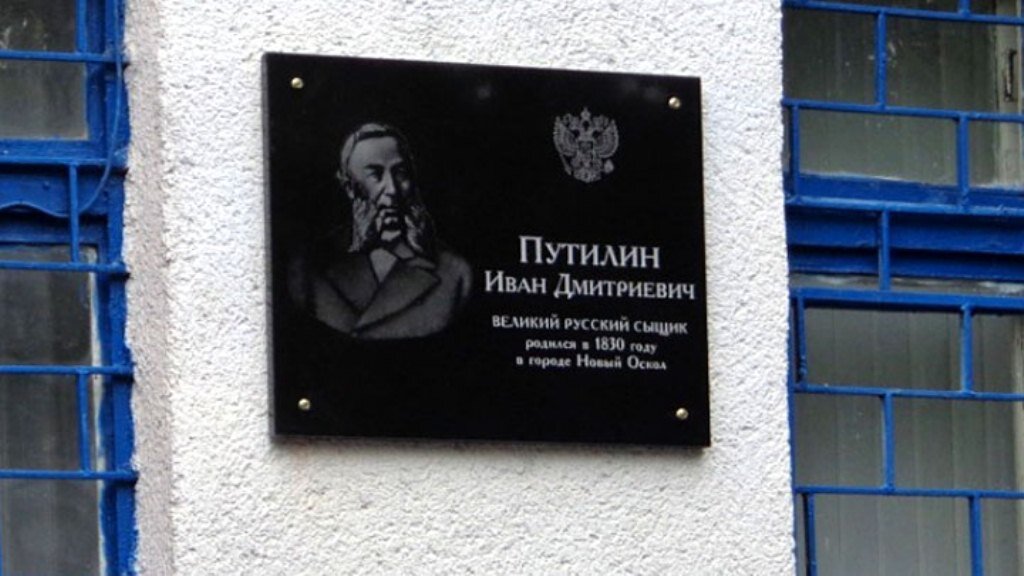 ПУТИЛИН
ИВАН ДМИТРИЕВИЧ
ВЕЛИКИЙ РУССКИЙ СЫЩИК
родился в 1830 году
в городе Новый Оскол